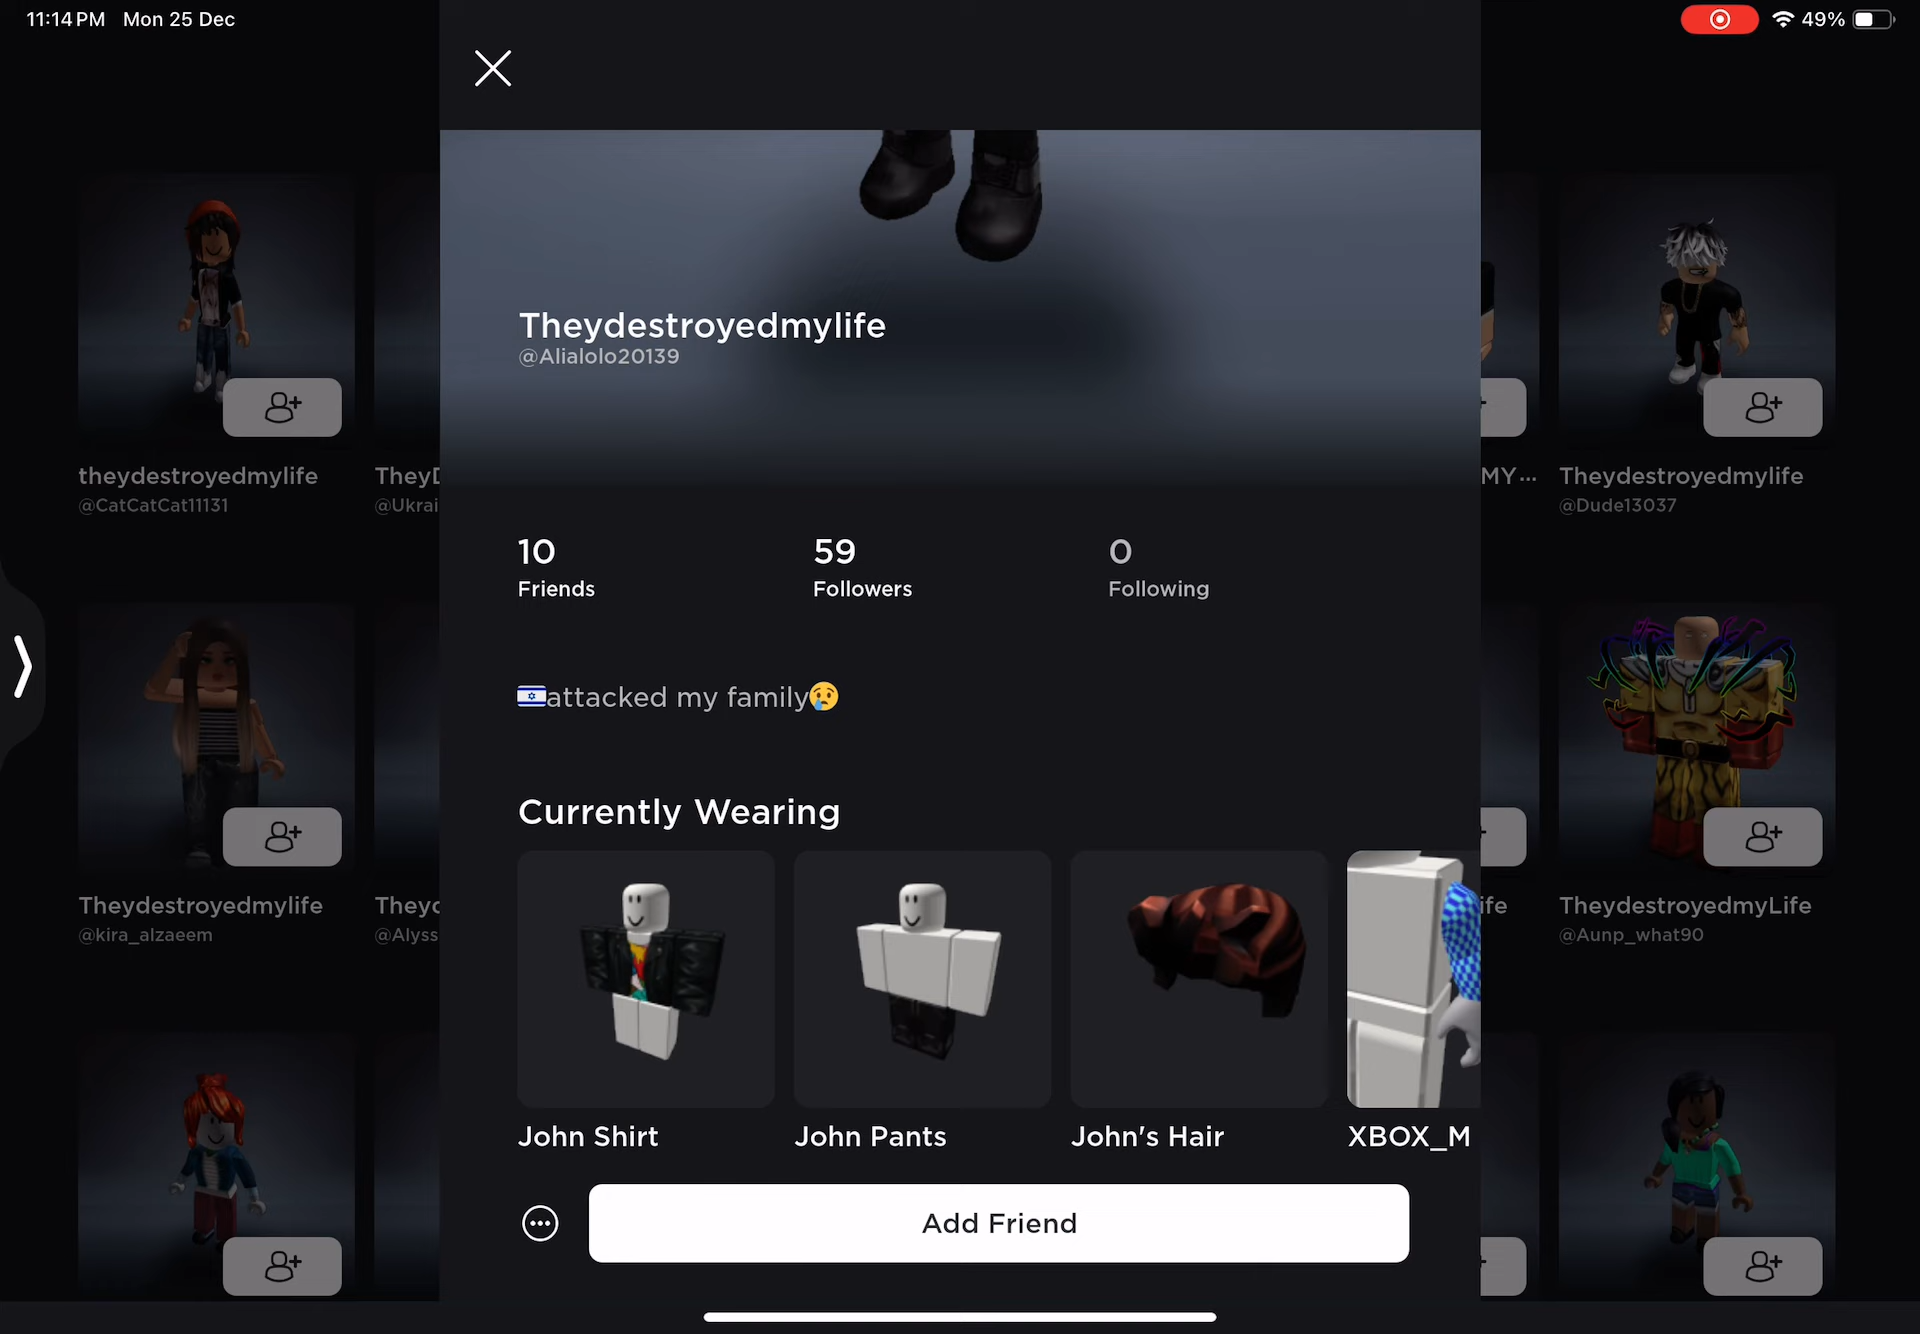 11:14 PM Mon 25 Dec
49%
Theydestroyedmylife
@Alialolo20139
theydestroyedmylife
@CatCatCat11131
Theydestroyedmylife
@Dude13037
10
Friends
59
Followers
0
Following
🇮🇱attacked my family😢
Currently Wearing
Theydestroyedmylife
@kira_alzaeem
TheydestroyedmyLife
@Aunp_what90
John Shirt
John Pants
John's Hair
XBOX_M
Add Friend